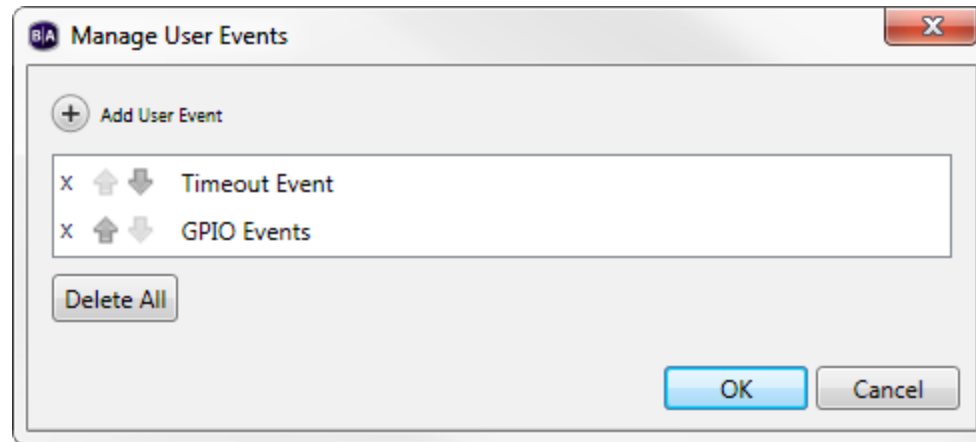 B|A Manage User Events
Add User Event
x Timeout Event
x GPIO Events
Delete All
OK Cancel